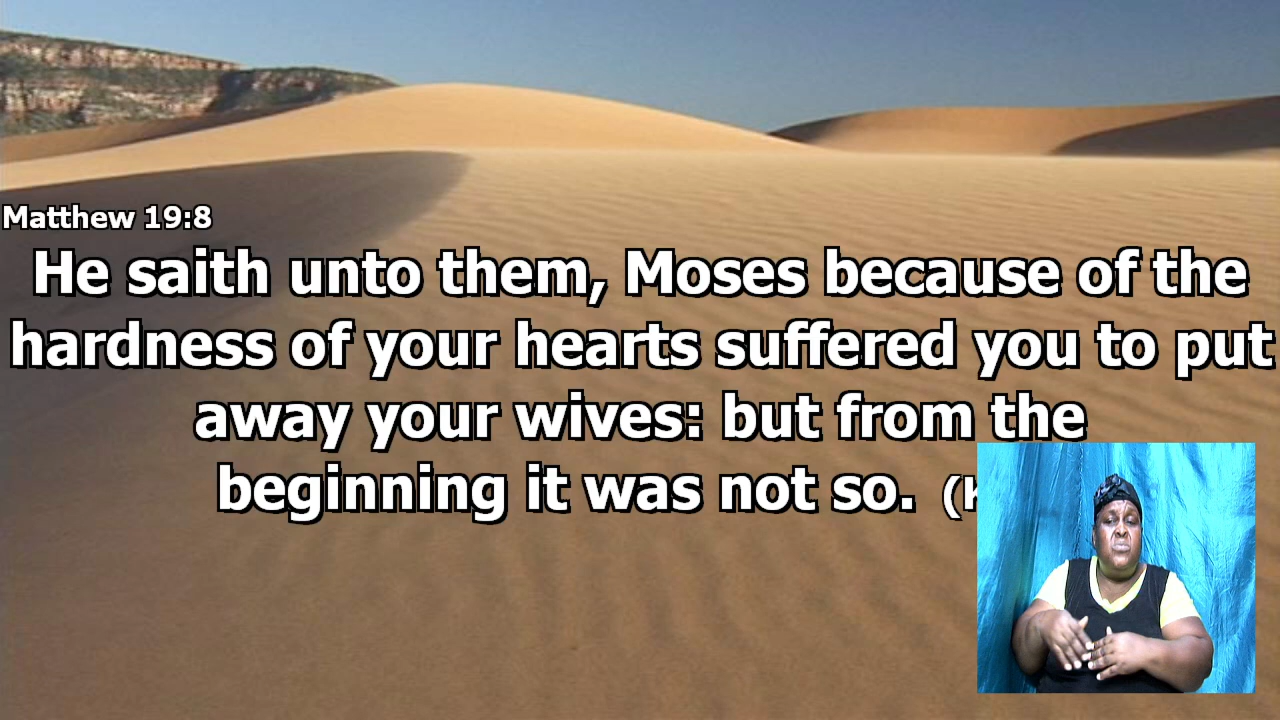 Matthew 19:8
He saith unto them, Moses because of the
hardness of your hearts suffered you to put
away your wives: but from the
beginning it was not so.